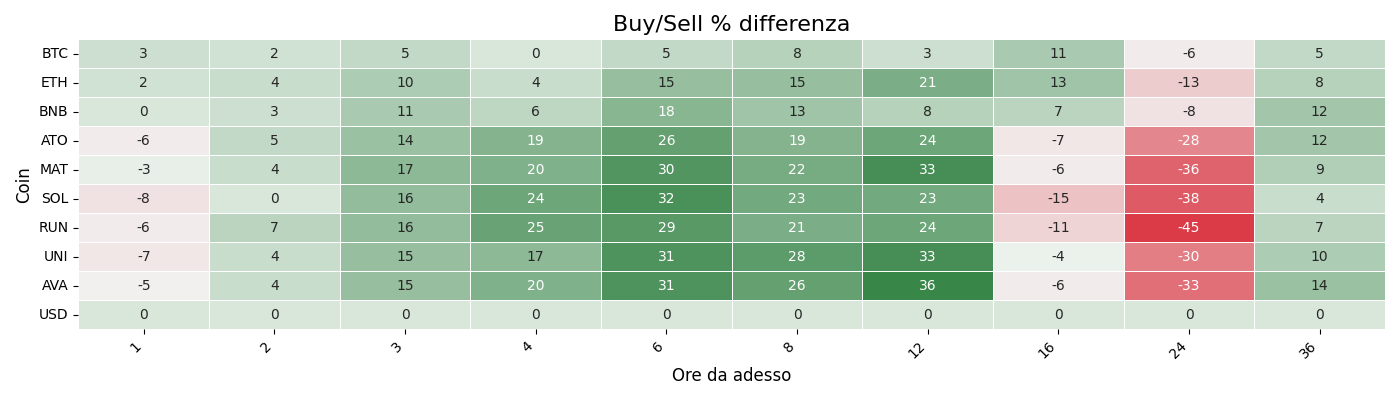 Buy/Sell % differenza
Coin
BTC 3 2 5 0 5 8 3 11 -6 5
ETH 2 4 10 4 15 15 21 13 -13 8
BNB 0 3 11 6 18 13 8 7 -8 12
ATO -6 5 14 19 26 19 24 -7 -28 12
MAT -3 4 17 20 30 22 33 -6 -36 9
SOL -8 0 16 24 32 23 23 -15 -38 4
RUN -6 7 16 25 29 21 24 -11 -45 7
UNI -7 4 15 17 31 28 33 -4 -30 10
AVA -5 4 15 20 31 26 36 -6 -33 14
USD 0 0 0 0 0 0 0 0 0 0
1 2 3 4 6 8 12 16 24 36
Ore da adesso